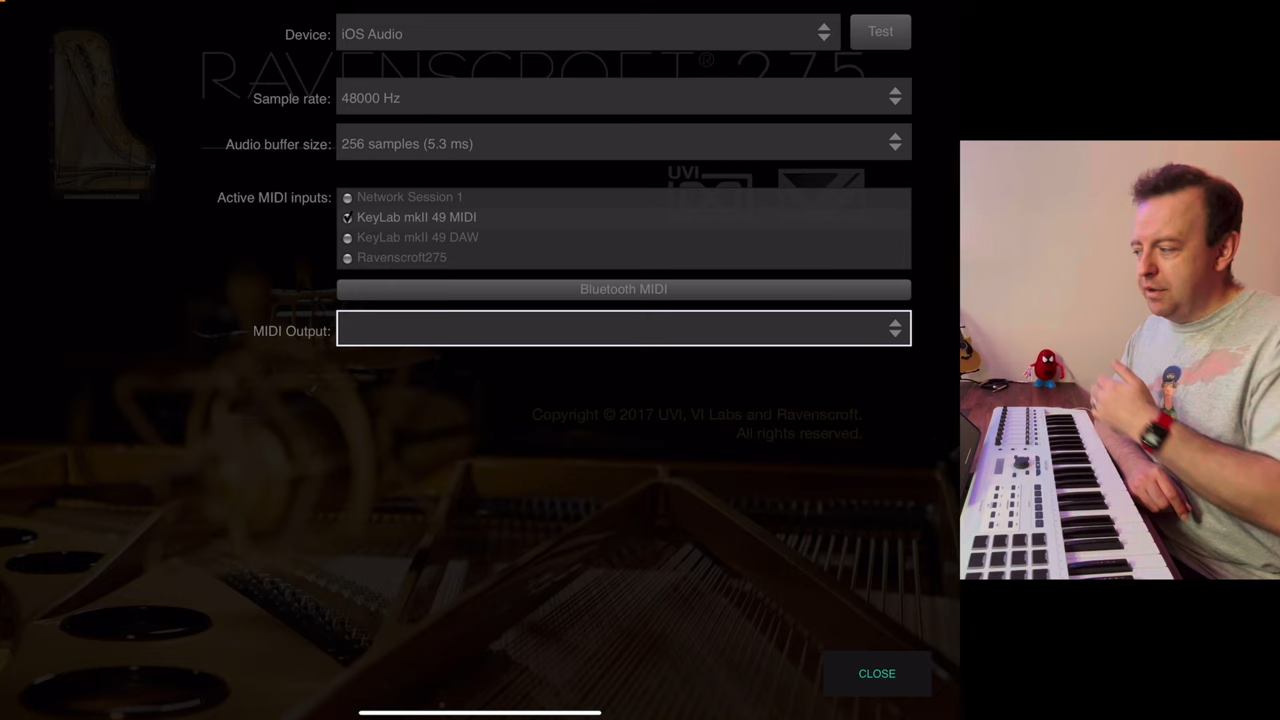 Device: iOS Audio Test
RAVENSCROFT® 275
Sample rate: 48000 Hz
Audio buffer size: 256 samples (5.3 ms)
UVI
Active MIDI inputs: Network Session 1
KeyLab mkII 49 MIDI
KeyLab mkII 49 DAW
Ravenscroft275
Bluetooth MIDI
MIDI Output:
Copyright © 2017 UVI, VI Labs and Ravenscroft.
All rights reserved.
CLOSE